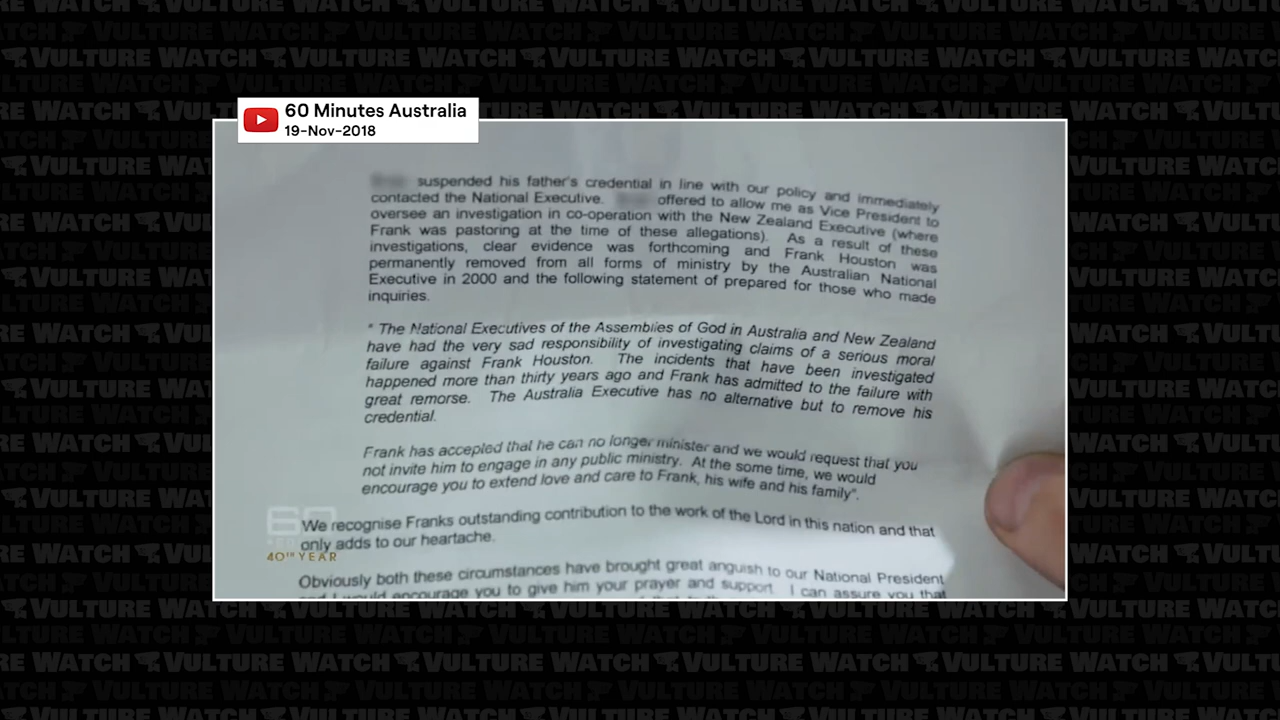 60 Minutes Australia
19-Nov-2018
suspended his father's credential in line with our policy and immediately
contacted the National Executive. offered to allow me as Vice President to
oversee an investigation in co-operation with the New Zealand Executive (where
Frank was pastoring at the time of these allegations). As a result of these
investigations, clear evidence was forthcoming and Frank Houston was
permanently removed from all forms of ministry by the Australian National
Executive in 2000 and the following statement of prepared for those who made
inquiries.
" The National Executives of the Assemblies of God in Australia and New Zealand
have had the very sad responsibility of investigating claims of a serious moral
failure against Frank Houston. The incidents that have been investigated
happened more than thirty years ago and Frank has admitted to the failure with
great remorse. The Australia Executive has no alternative but to remove his
credential.
Frank has accepted that he can no longer minister and we would request that you
not invite him to engage in any public ministry. At the some time, we would
encourage you to extend love and care to Frank, his wife and his family".
We recognise Franks outstanding contribution to the work of the Lord in this nation and that
only adds to our heartache.
60
40TH YEAR
Obviously both these circumstances have brought great anguish to our National President
and I would encourage you to give him your prayer and support. I can assure you that
VULTURE WATCH